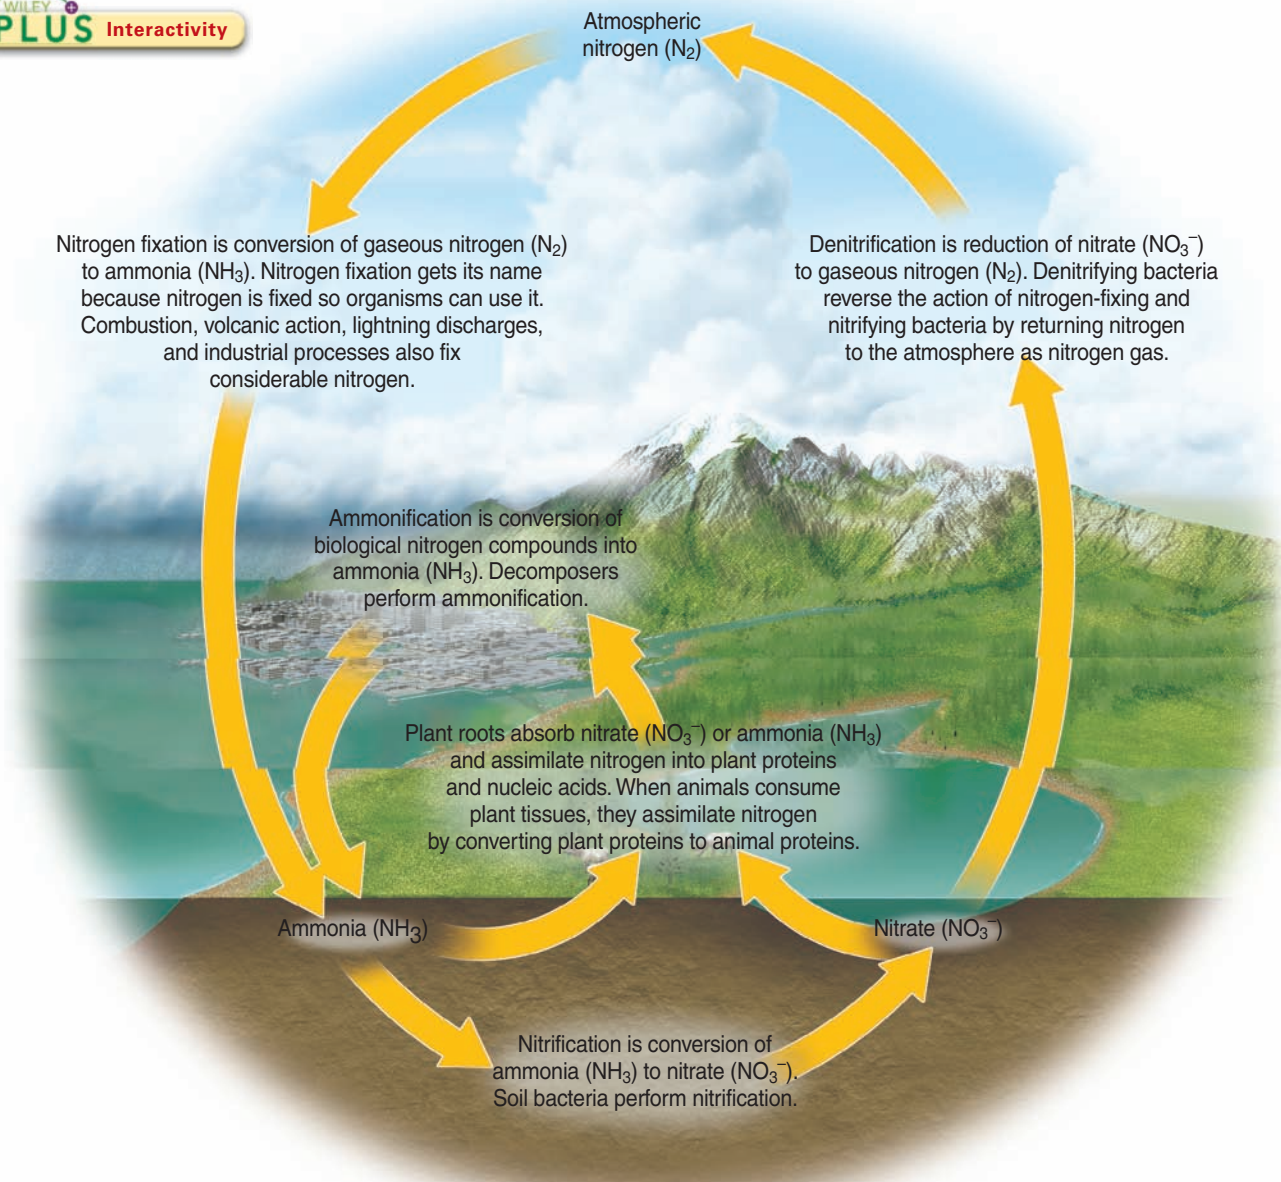 WILEY
PLUS Interactivity
Atmospheric
nitrogen (N₂)
Nitrogen fixation is conversion of gaseous nitrogen (N₂)
to ammonia (NH₃). Nitrogen fixation gets its name
because nitrogen is fixed so organisms can use it.
Combustion, volcanic action, lightning discharges,
and industrial processes also fix
considerable nitrogen.
Denitrification is reduction of nitrate (NO₃⁻)
to gaseous nitrogen (N₂). Denitrifying bacteria
reverse the action of nitrogen-fixing and
nitrifying bacteria by returning nitrogen
to the atmosphere as nitrogen gas.
Ammonification is conversion of
biological nitrogen compounds into
ammonia (NH₃). Decomposers
perform ammonification.
Plant roots absorb nitrate (NO₃⁻) or ammonia (NH₃)
and assimilate nitrogen into plant proteins
and nucleic acids. When animals consume
plant tissues, they assimilate nitrogen
by converting plant proteins to animal proteins.
Ammonia (NH₃)
Nitrate (NO₃⁻)
Nitrification is conversion of
ammonia (NH₃) to nitrate (NO₃⁻).
Soil bacteria perform nitrification.